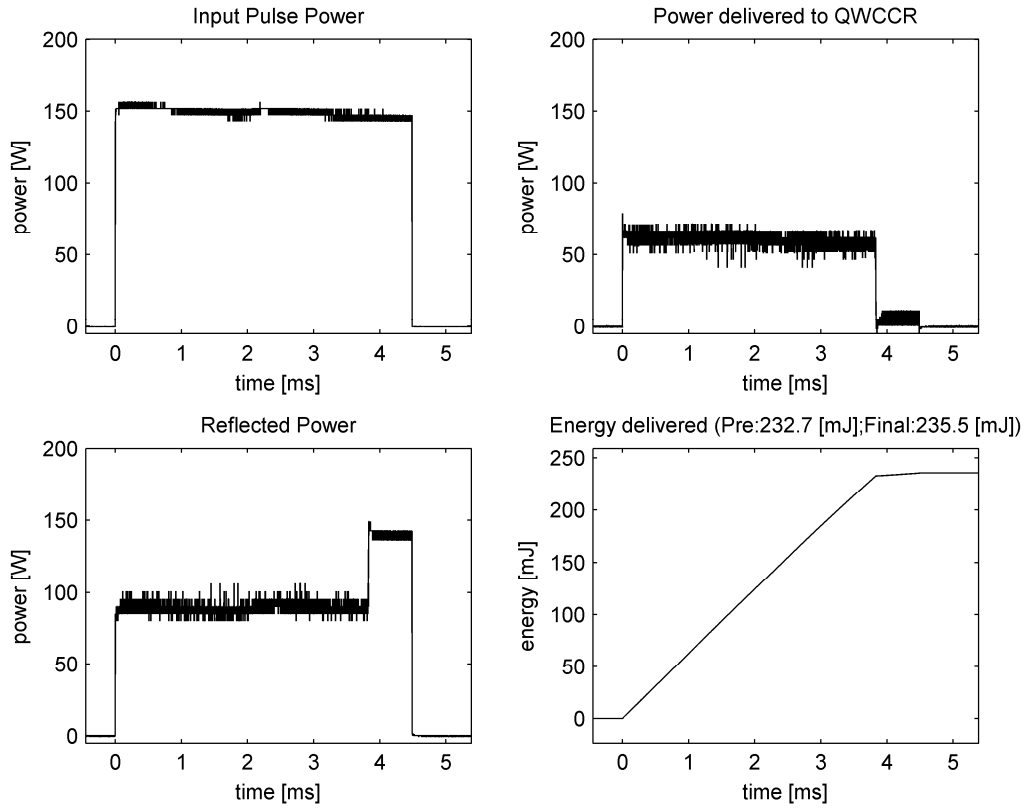 Input Pulse Power
200
150
100
50
0
power [W]
0 1 2 3 4 5
time [ms]
Power delivered to QWCCR
200
150
100
50
0
power [W]
0 1 2 3 4 5
time [ms]
Reflected Power
200
150
100
50
0
power [W]
0 1 2 3 4 5
time [ms]
Energy delivered (Pre:232.7 [mJ];Final:235.5 [mJ])
250
200
150
100
50
0
energy [mJ]
0 1 2 3 4 5
time [ms]